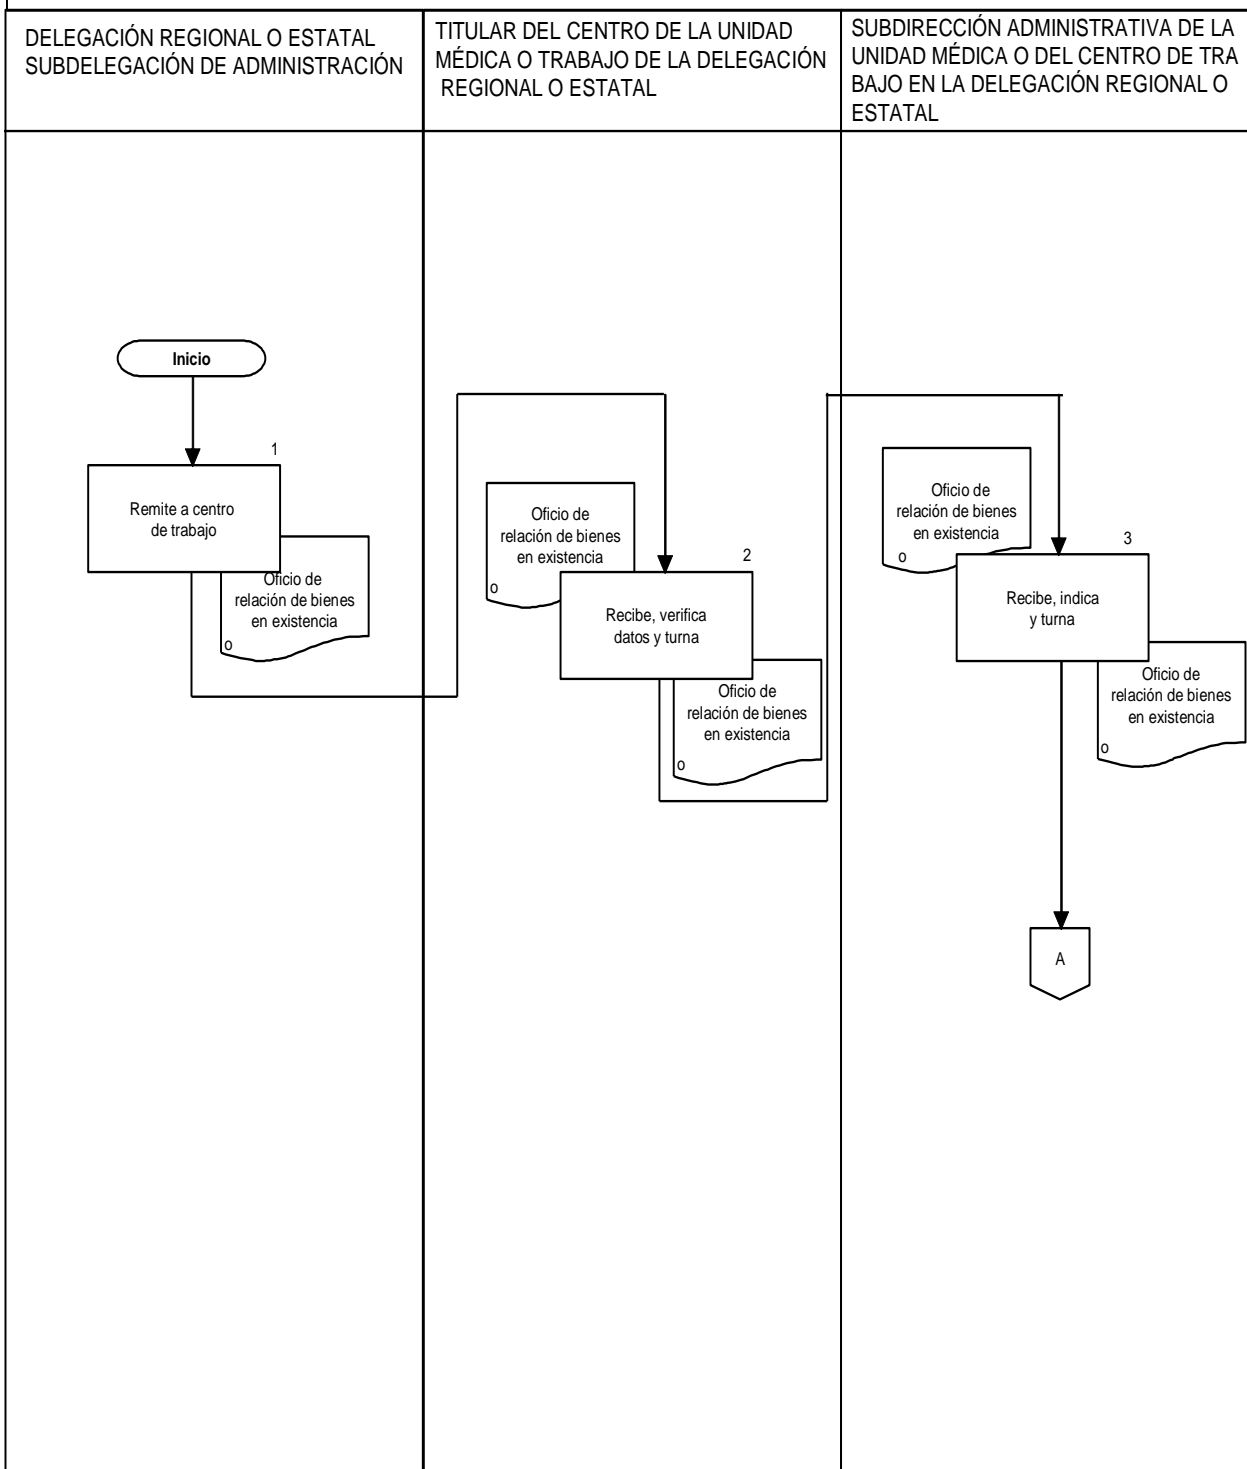 DELEGACIÓN REGIONAL O ESTATAL
SUBDELEGACIÓN DE ADMINISTRACIÓN
TITULAR DEL CENTRO DE LA UNIDAD
MÉDICA O TRABAJO DE LA DELEGACIÓN
REGIONAL O ESTATAL
SUBDIRECCIÓN ADMINISTRATIVA DE LA
UNIDAD MÉDICA O DEL CENTRO DE TRA
BAJO EN LA DELEGACIÓN REGIONAL O
ESTATAL
Inicio
1
Remite a centro
de trabajo
Oficio de
relación de bienes
en existencia
o
Oficio de
relación de bienes
en existencia
o
2
Recibe, verifica
datos y turna
Oficio de
relación de bienes
en existencia
o
Oficio de
relación de bienes
en existencia
o
3
Recibe, indica
y turna
Oficio de
relación de bienes
en existencia
o
A